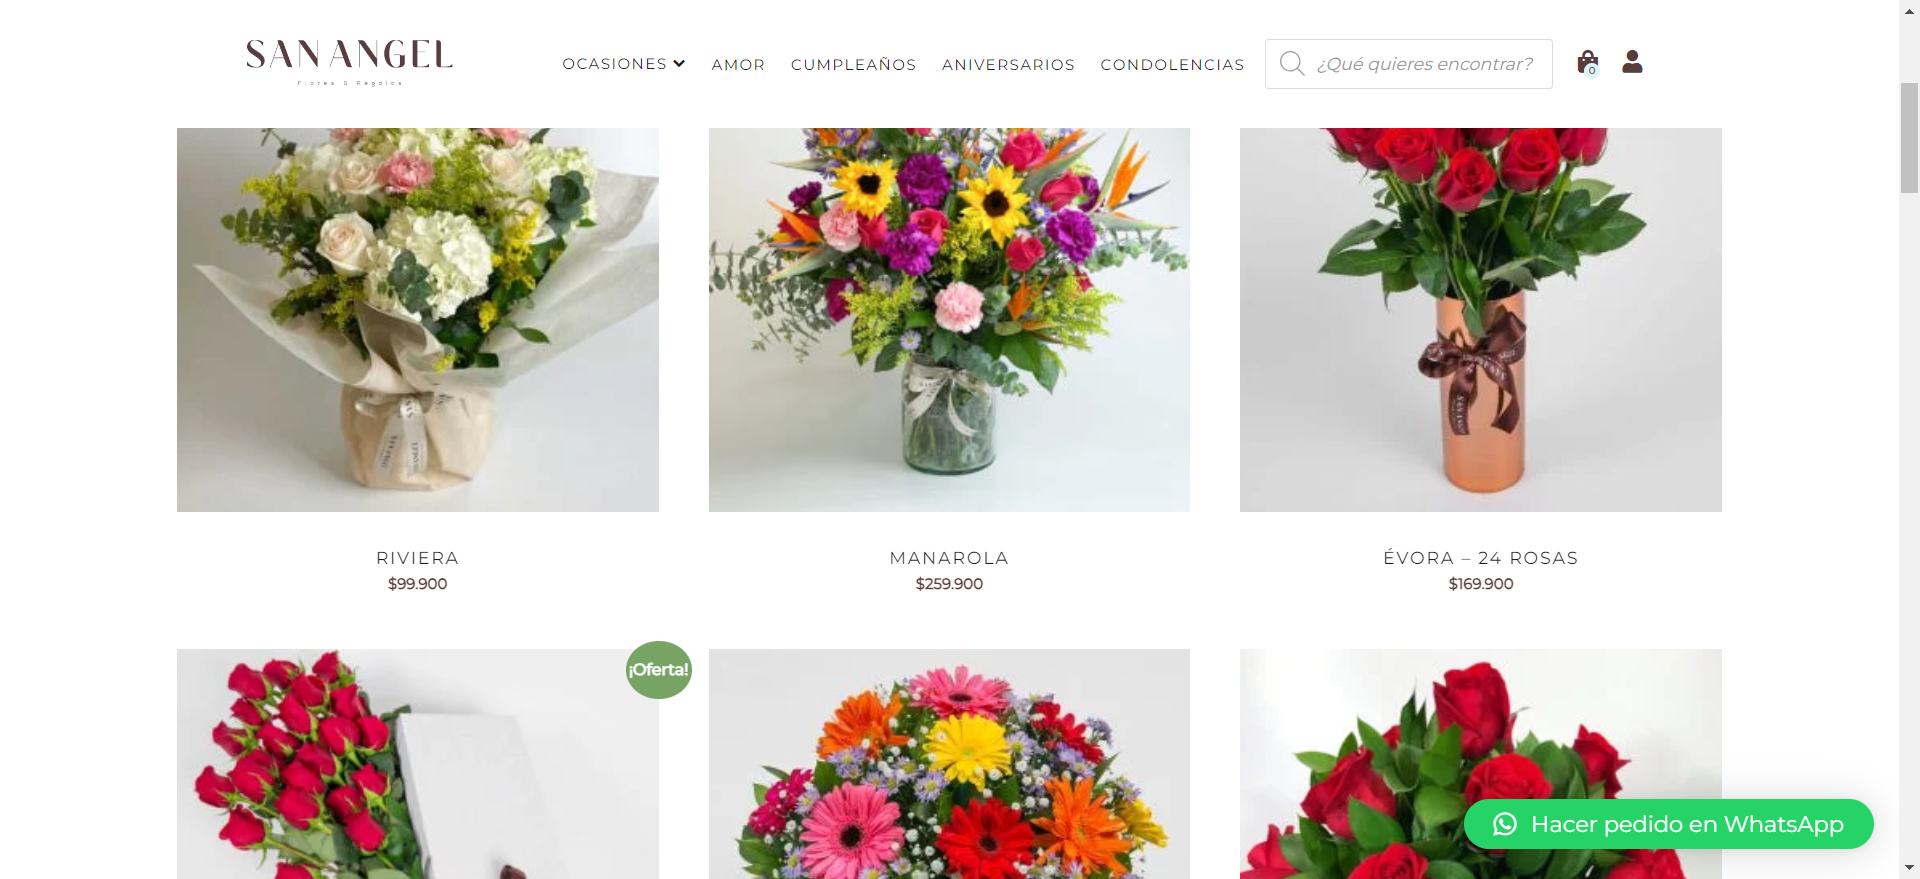 SAN ANGEL
Flores & Regalos
OCASIONES
AMOR
CUMPLEAÑOS
ANIVERSARIOS
CONDOLENCIAS
¿Qué quieres encontrar?
0
RIVIERA
$99.900
MANAROLA
$259.900
ÉVORA – 24 ROSAS
$169.900
¡Oferta!
Hacer pedido en WhatsApp